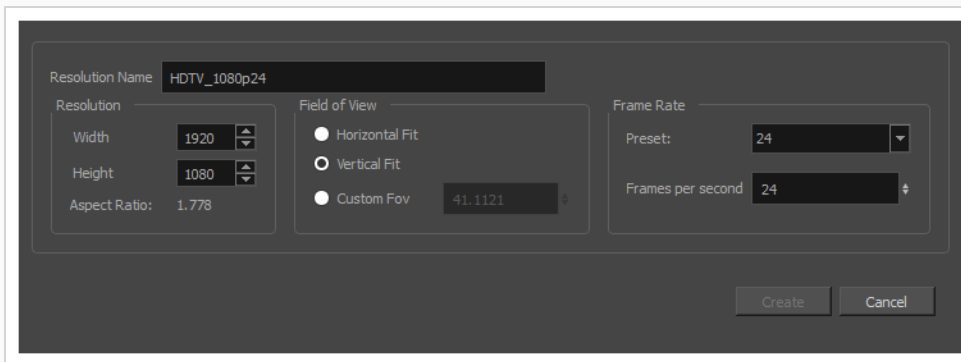 Resolution Name HDTV_1080p24
Resolution
Width 1920
Height 1080
Aspect Ratio: 1.778
Field of View
Horizontal Fit
Vertical Fit
Custom Fov 41.1121
Frame Rate
Preset: 24
Frames per second 24
Create Cancel